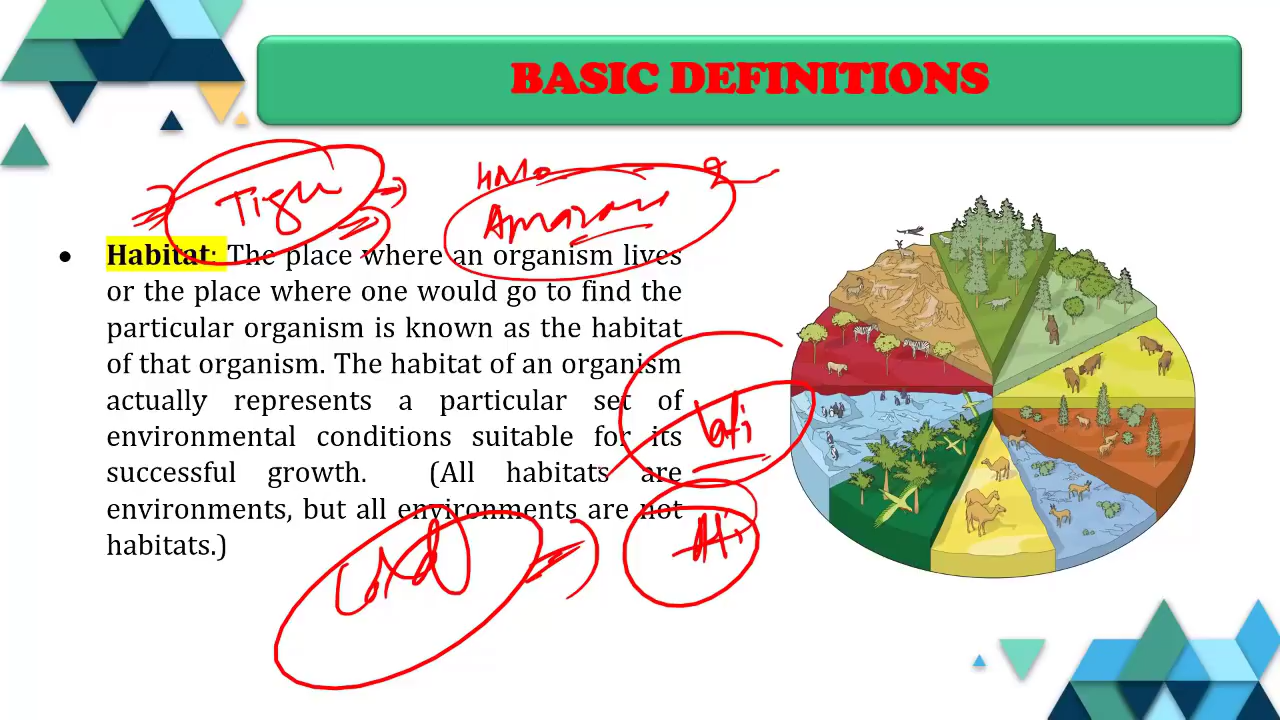 BASIC DEFINITIONS
Tiger
Amazon
• Habitat: The place where an organism lives
or the place where one would go to find the
particular organism is known as the habitat
of that organism. The habitat of an organism
actually represents a particular set of
environmental conditions suitable for its
successful growth. (All habitats are
environments, but all environments are not
habitats.)